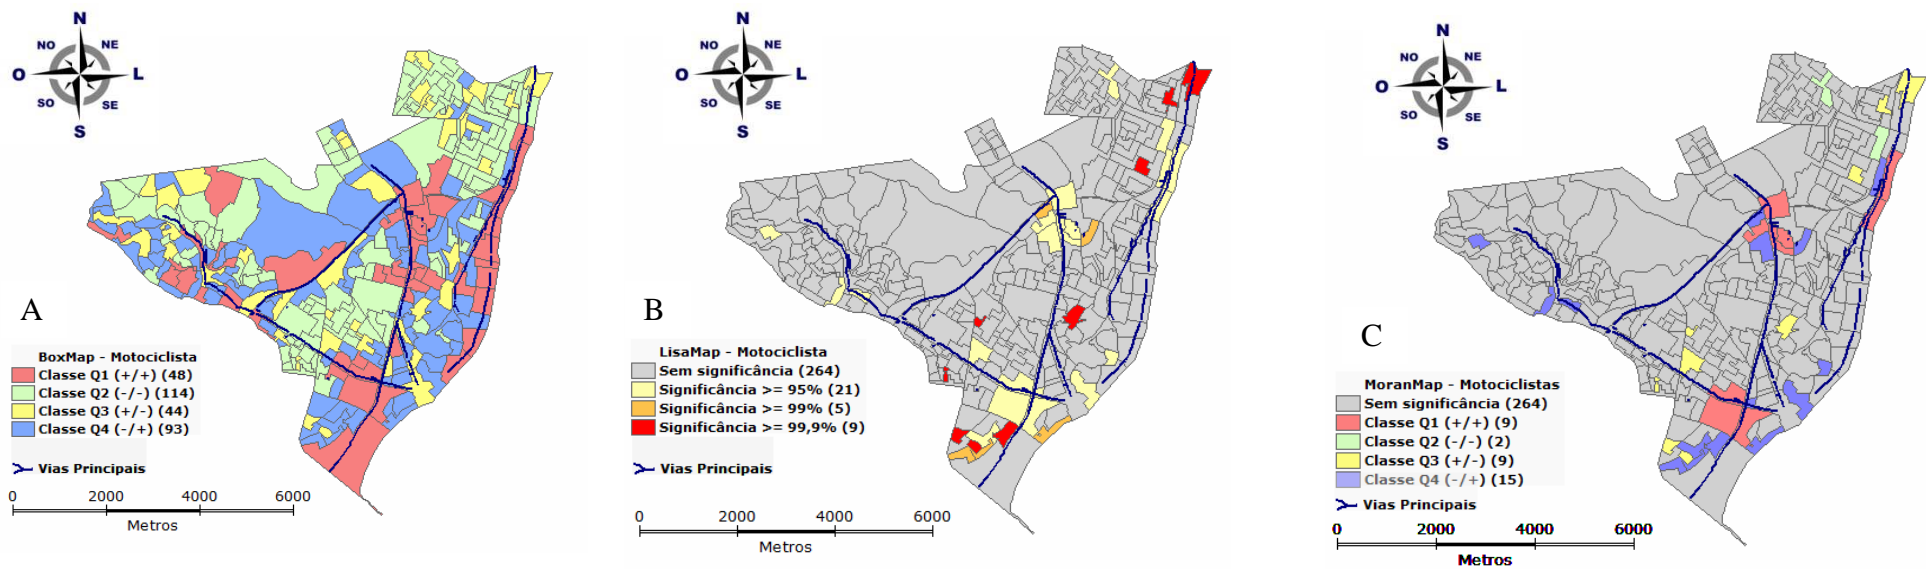 N
NO
NE
O
L
SO
SE
S
A
BoxMap - Motociclista
Classe Q1 (+/+) (48)
Classe Q2 (-/-) (114)
Classe Q3 (+/-) (44)
Classe Q4 (-/+) (93)
Vias Principais
0 2000 4000 6000
Metros
N
NO
NE
O
L
SO
SE
S
B
LisaMap - Motociclista
Sem significância (264)
Significância >= 95% (21)
Significância >= 99% (5)
Significância >= 99,9% (9)
Vias Principais
0 2000 4000 6000
Metros
N
NO
NE
O
L
SO
SE
S
C
MoranMap - Motociclistas
Sem significância (264)
Classe Q1 (+/+) (9)
Classe Q2 (-/-) (2)
Classe Q3 (+/-) (9)
Classe Q4 (-/+) (15)
Vias Principais
0 2000 4000 6000
Metros